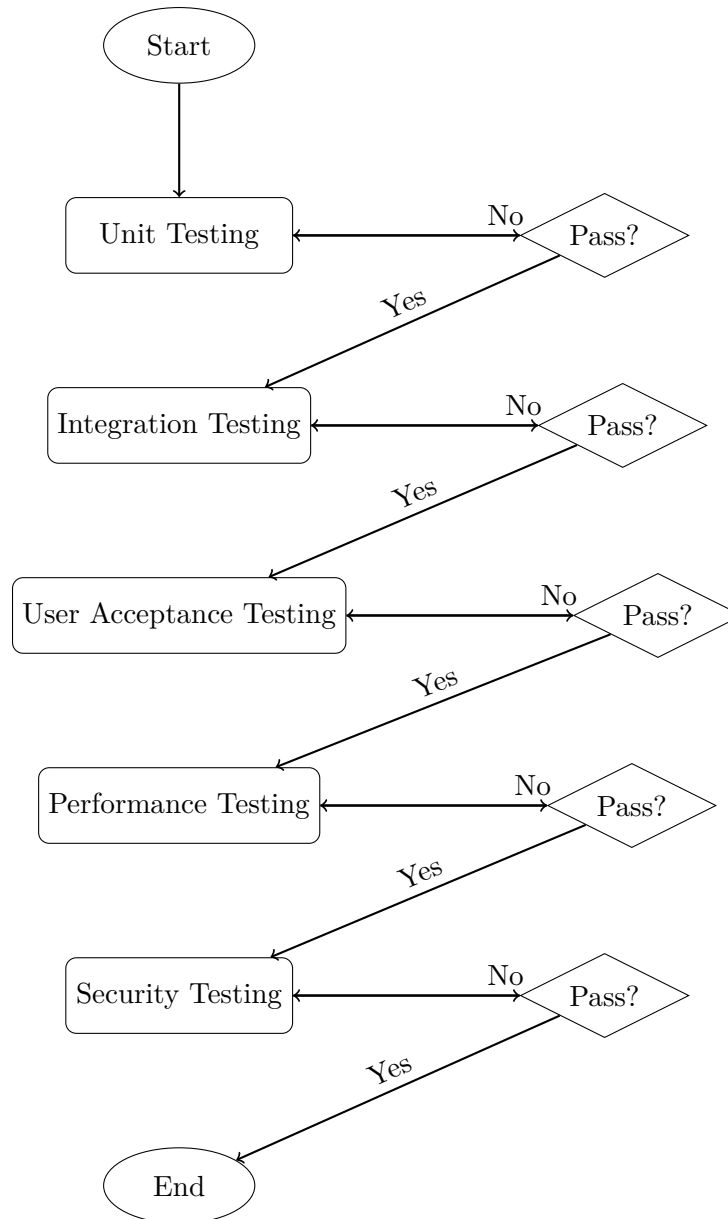 Start
Unit Testing
No
Pass?
Yes
Integration Testing
No
Pass?
Yes
User Acceptance Testing
No
Pass?
Yes
Performance Testing
No
Pass?
Yes
Security Testing
No
Pass?
Yes
End